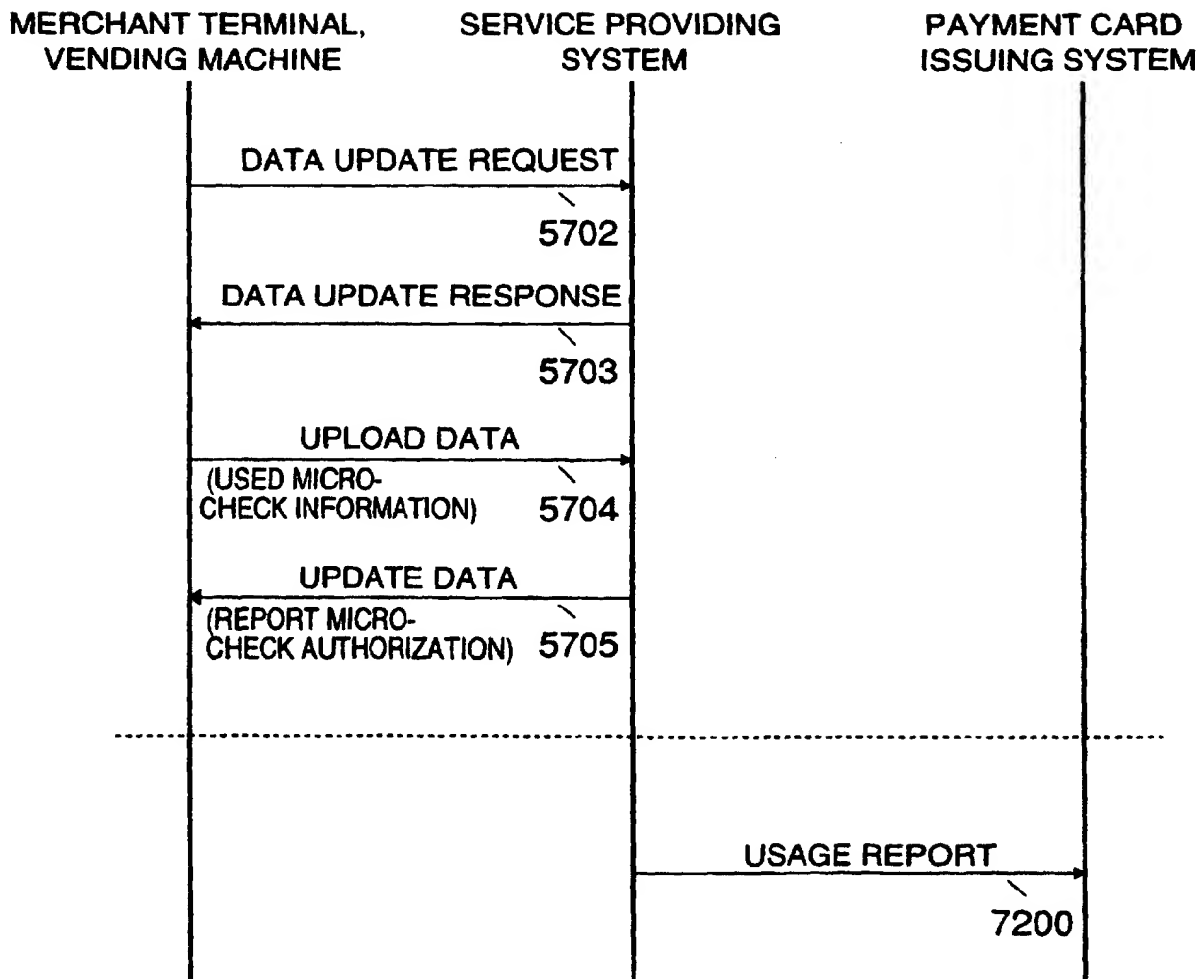 MERCHANT TERMINAL,
VENDING MACHINE
SERVICE PROVIDING
SYSTEM
PAYMENT CARD
ISSUING SYSTEM
DATA UPDATE REQUEST
5702
DATA UPDATE RESPONSE
5703
UPLOAD DATA
(USED MICRO-
CHECK INFORMATION)
5704
UPDATE DATA
(REPORT MICRO-
CHECK AUTHORIZATION)
5705
USAGE REPORT
7200